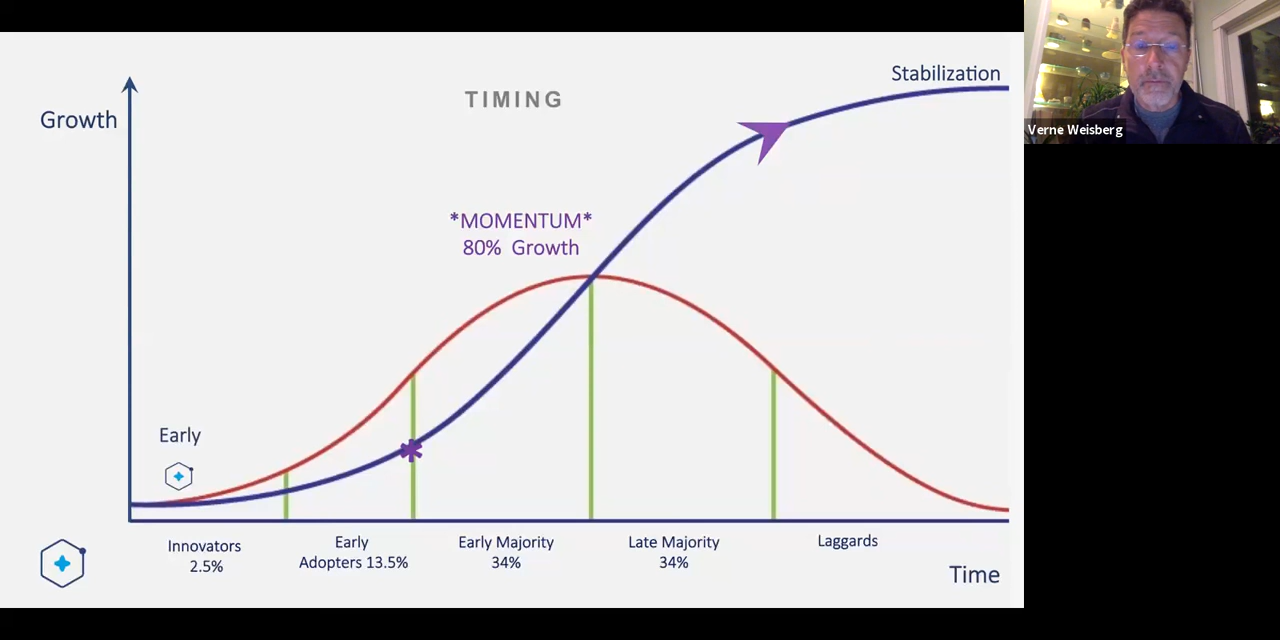 TIMING
Stabilization
Growth
*MOMENTUM*
80% Growth
Early
Innovators
2.5%
Early
Adopters 13.5%
Early Majority
34%
Late Majority
34%
Laggards
Time
Verne Weisberg